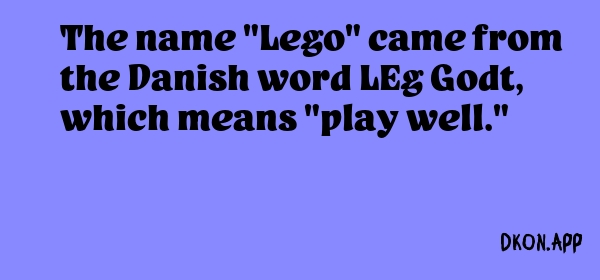 The name "Lego" came from
the Danish word LEg Godt,
which means "play well."
DKON.APP